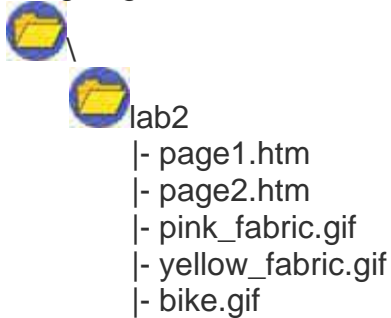 \
lab2
|- page1.htm
|- page2.htm
|- pink_fabric.gif
|- yellow_fabric.gif
|- bike.gif